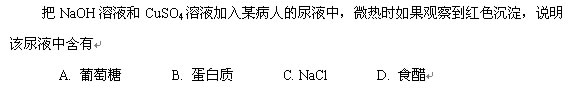 把 NaOH 溶液和 CuSO₄ 溶液加入某病人的尿液中，微热时如果观察到红色沉淀，说明
该尿液中含有↵
A. 葡萄糖 B. 蛋白质 C. NaCl D. 食醋↵